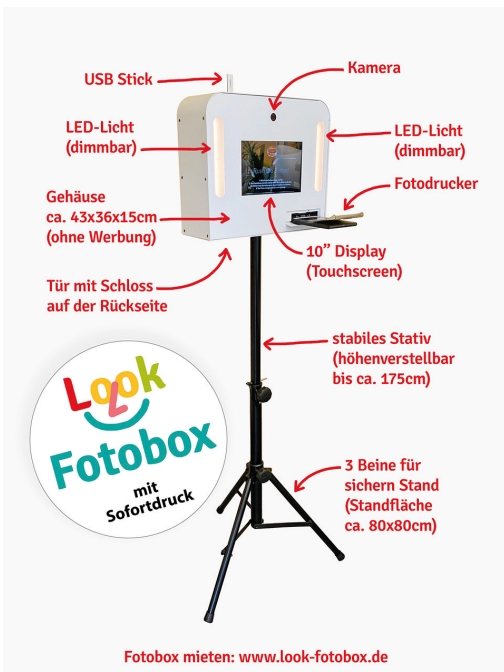 USB Stick
Kamera
LED-Licht
(dimmbar)
LED-Licht
(dimmbar)
Fotodrucker
Gehäuse
ca. 43x36x15cm
(ohne Werbung)
10” Display
(Touchscreen)
Tür mit Schloss
auf der Rückseite
stabiles Stativ
(höhenverstellbar
bis ca. 175cm)
Look
Fotobox
mit
Sofortdruck
3 Beine für
sichern Stand
(Standfläche
ca. 80x80cm)
Fotobox mieten: www.look-fotobox.de